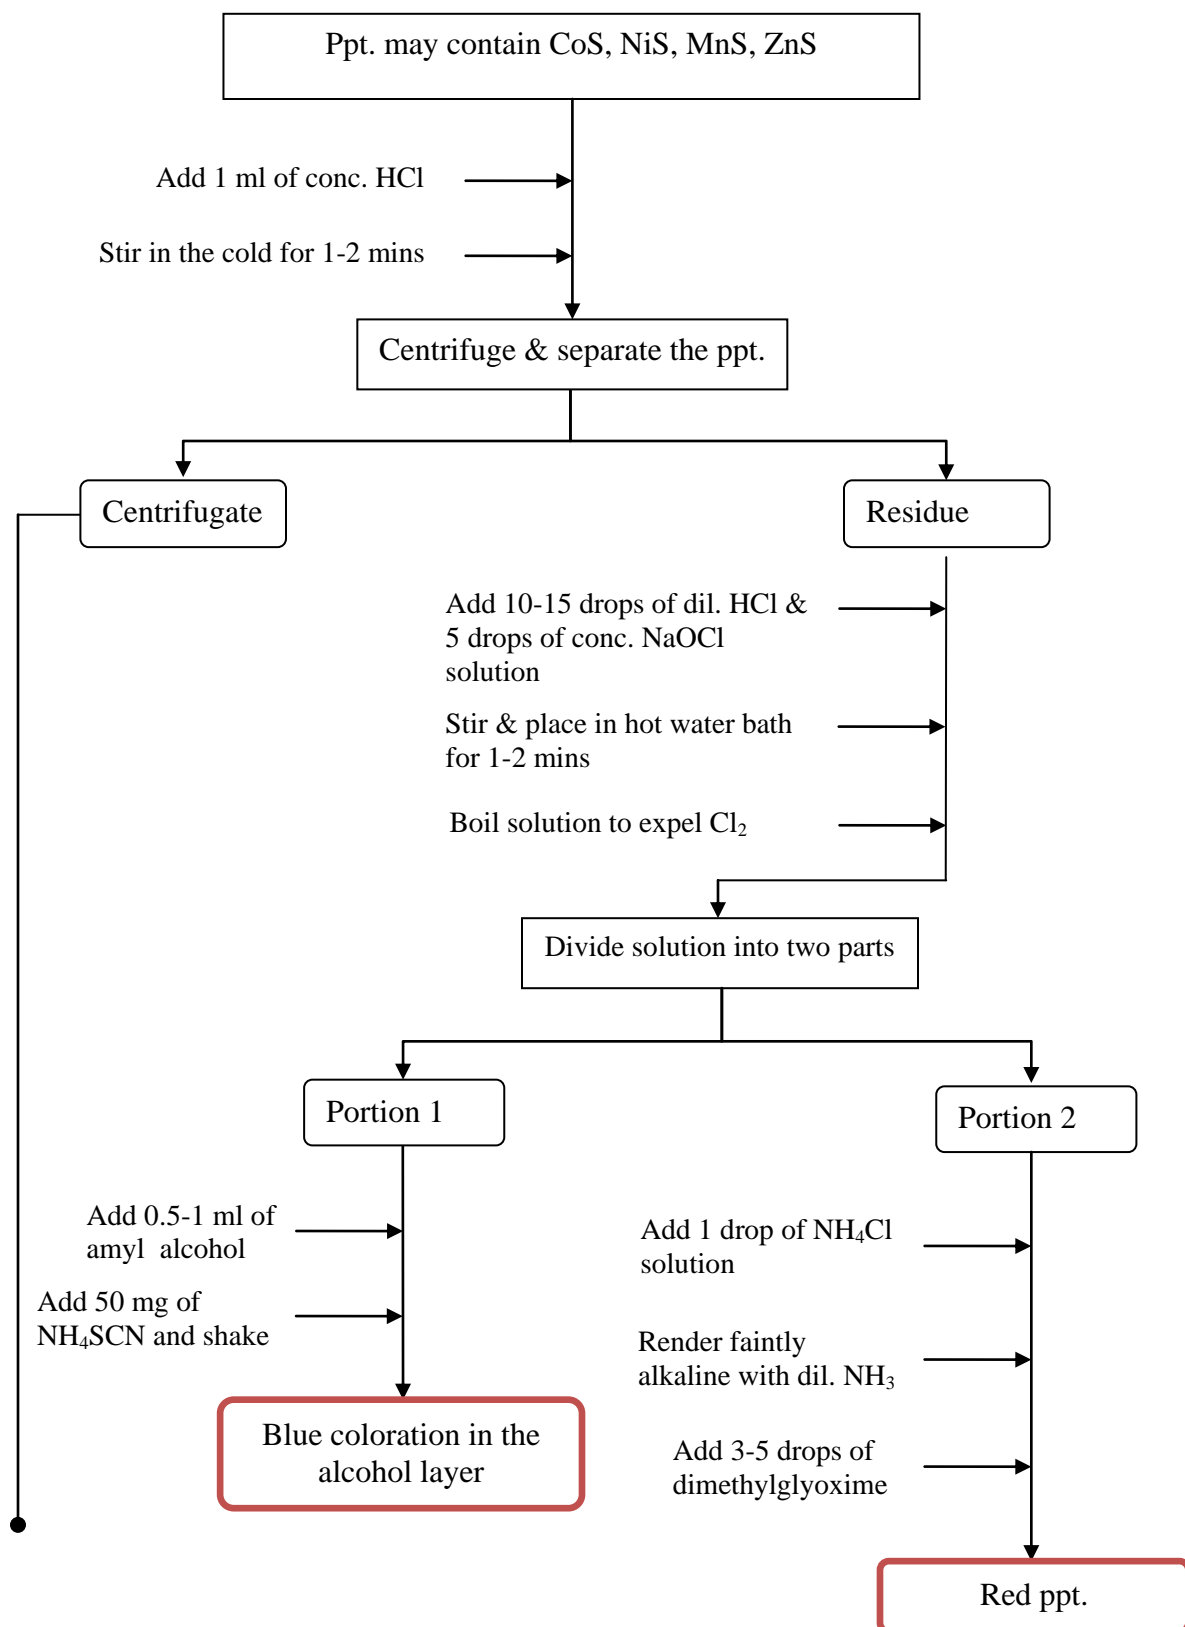 Ppt. may contain CoS, NiS, MnS, ZnS
Add 1 ml of conc. HCl
Stir in the cold for 1-2 mins
Centrifuge & separate the ppt.
Centrifugate
Residue
Add 10-15 drops of dil. HCl &
5 drops of conc. NaOCl
solution
Stir & place in hot water bath
for 1-2 mins
Boil solution to expel Cl₂
Divide solution into two parts
Portion 1
Portion 2
Add 0.5-1 ml of
amyl alcohol
Add 50 mg of
NH₄SCN and shake
Blue coloration in the
alcohol layer
Add 1 drop of NH₄Cl
solution
Render faintly
alkaline with dil. NH₃
Add 3-5 drops of
dimethylglyoxime
Red ppt.